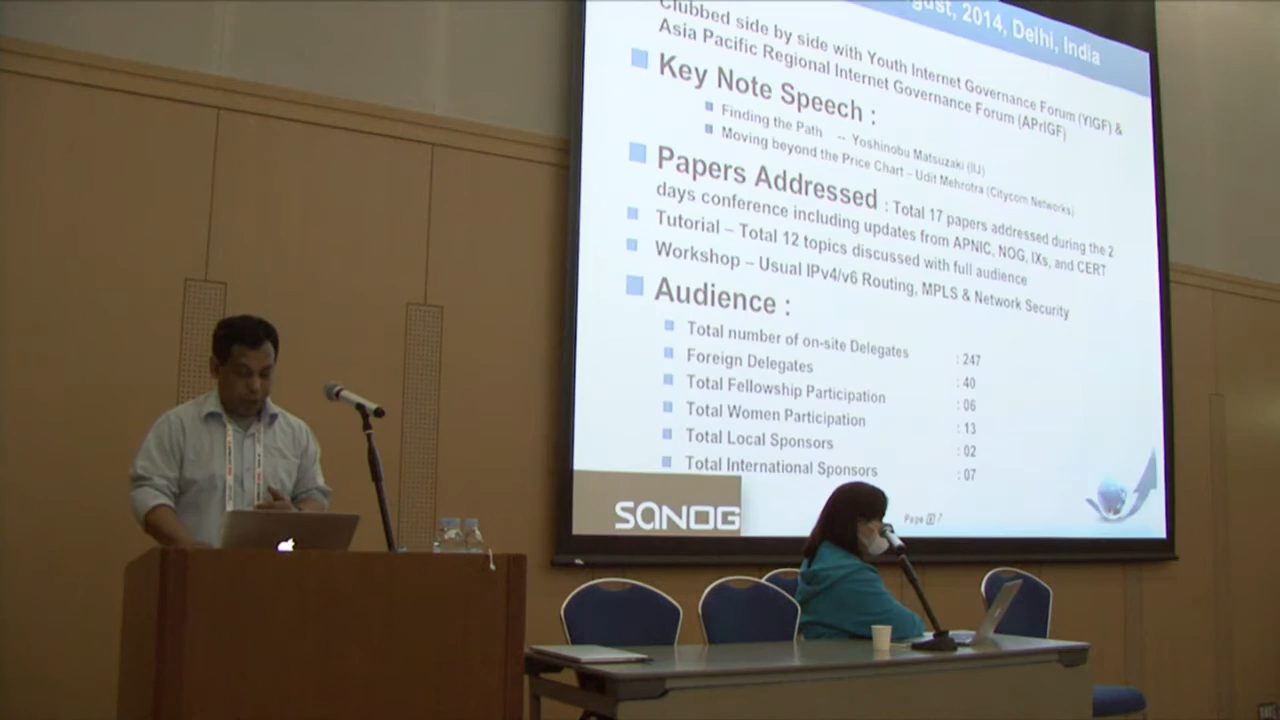 2014, Delhi, India
Clubbed side by side with Youth Internet Governance Forum (YIGF) &
Asia Pacific Regional Internet Governance Forum (APrIGF)
Key Note Speech :
Finding the Path -- Yoshinobu Matsuzaki (IIJ)
Moving beyond the Price Chart – Udit Mehrotra (Citycom Networks)
Papers Addressed : Total 17 papers addressed during the 2
days conference including updates from APNIC, NOG, IXs, and CERT
Tutorial – Total 12 topics discussed with full audience
Workshop – Usual IPv4/v6 Routing, MPLS & Network Security
Audience :
Total number of on-site Delegates : 247
Foreign Delegates : 40
Total Fellowship Participation : 06
Total Women Participation : 13
Total Local Sponsors : 02
Total International Sponsors : 07
SANOG
Page 7